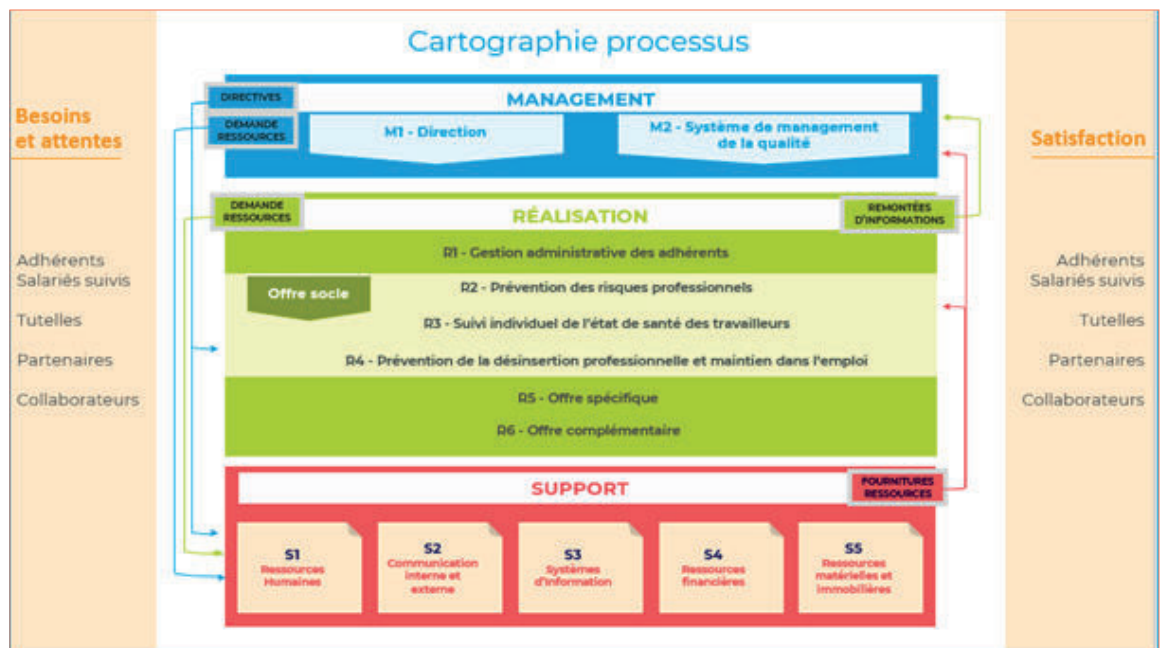 Cartographie processus
Besoins
et attentes
Adhérents
Salariés suivis
Tutelles
Partenaires
Collaborateurs
DIRECTIVES
DEMANDE
RESSOURCES
MANAGEMENT
M1 - Direction
M2 - Système de management
de la qualité
DEMANDE
RESSOURCES
RÉALISATION
REMONTÉES
D'INFORMATIONS
R1 - Gestion administrative des adhérents
Offre socle
R2 - Prévention des risques professionnels
R3 - Suivi individuel de l'état de santé des travailleurs
R4 - Prévention de la désinsertion professionnelle et maintien dans l'emploi
R5 - Offre spécifique
R6 - Offre complémentaire
SUPPORT
FOURNITURES
RESSOURCES
S1
Ressources
Humaines
S2
Communication
interne et
externe
S3
Systèmes
d'Information
S4
Ressources
financières
S5
Ressources
matérielles et
immobilières
Satisfaction
Adhérents
Salariés suivis
Tutelles
Partenaires
Collaborateurs